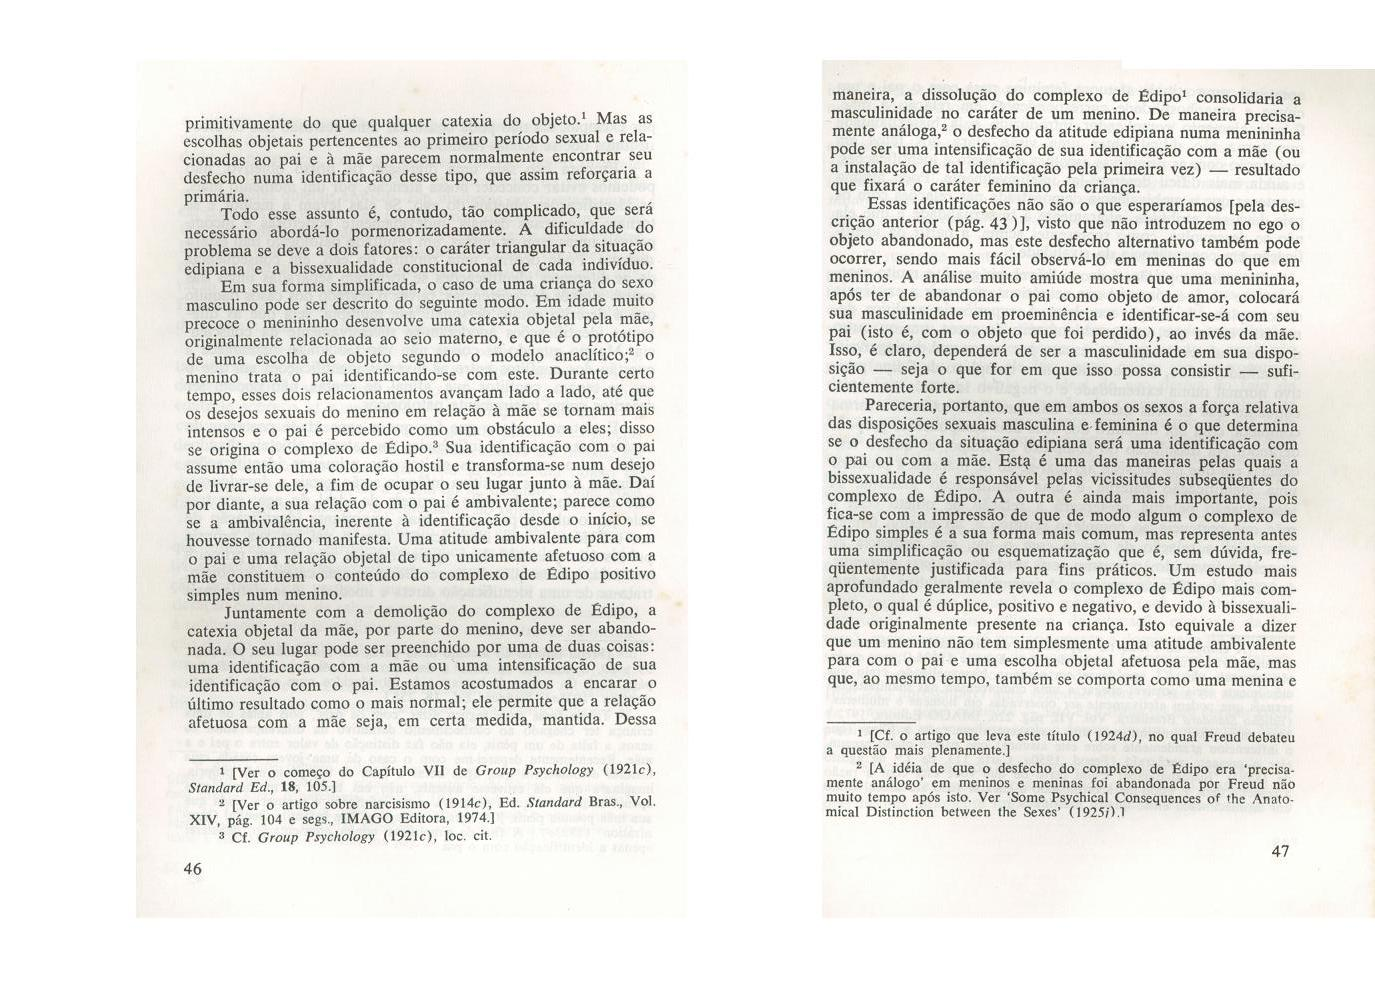 primitivamente do que qualquer catexia do objeto.¹ Mas as
escolhas objetais pertencentes ao primeiro período sexual e rela-
cionadas ao pai e à mãe parecem normalmente encontrar seu
desfecho numa identificação desse tipo, que assim reforçaria a
primária.
Todo esse assunto é, contudo, tão complicado, que será
necessário abordá-lo pormenorizadamente. A dificuldade do
problema se deve a dois fatores: o caráter triangular da situação
edipiana e a bissexualidade constitucional de cada indivíduo.
Em sua forma simplificada, o caso de uma criança do sexo
masculino pode ser descrito do seguinte modo. Em idade muito
precoce o menininho desenvolve uma catexia objetal pela mãe,
originalmente relacionada ao seio materno, e que é o protótipo
de uma escolha de objeto segundo o modelo anaclítico;² o
menino trata o pai identificando-se com este. Durante certo
tempo, esses dois relacionamentos avançam lado a lado, até que
os desejos sexuais do menino em relação à mãe se tornam mais
intensos e o pai é percebido como um obstáculo a eles; disso
se origina o complexo de Édipo.³ Sua identificação com o pai
assume então uma coloração hostil e transforma-se num desejo
de livrar-se dele, a fim de ocupar o seu lugar junto à mãe. Daí
por diante, a sua relação com o pai é ambivalente; parece como
se a ambivalência, inerente à identificação desde o início, se
houvesse tornado manifesta. Uma atitude ambivalente para com
o pai e uma relação objetal de tipo unicamente afetuoso com a
mãe constituem o conteúdo do complexo de Édipo positivo
simples num menino.
Juntamente com a demolição do complexo de Édipo, a
catexia objetal da mãe, por parte do menino, deve ser abando-
nada. O seu lugar pode ser preenchido por uma de duas coisas:
uma identificação com a mãe ou uma intensificação de sua
identificação com o pai. Estamos acostumados a encarar o
último resultado como o mais normal; ele permite que a relação
afetuosa com a mãe seja, em certa medida, mantida. Dessa
¹ [Ver o começo do Capítulo VII de Group Psychology (1921c),
Standard Ed., 18, 105.]
² [Ver o artigo sobre narcisismo (1914c), Ed. Standard Bras., Vol.
XIV, pág. 104 e segs., IMAGO Editora, 1974.]
³ Cf. Group Psychology (1921c), loc. cit.
46
maneira, a dissolução do complexo de Édipo¹ consolidaria a
masculinidade no caráter de um menino. De maneira precisa-
mente análoga,² o desfecho da atitude edipiana numa menininha
pode ser uma intensificação de sua identificação com a mãe (ou
a instalação de tal identificação pela primeira vez) — resultado
que fixará o caráter feminino da criança.
Essas identificações não são o que esperaríamos [pela des-
crição anterior (pág. 43)], visto que não introduzem no ego o
objeto abandonado, mas este desfecho alternativo também pode
ocorrer, sendo mais fácil observá-lo em meninas do que em
meninos. A análise muito amiúde mostra que uma menininha,
após ter de abandonar o pai como objeto de amor, colocará
sua masculinidade em proeminência e identificar-se-á com seu
pai (isto é, com o objeto que foi perdido), ao invés da mãe.
Isso, é claro, dependerá de ser a masculinidade em sua dispo-
sição — seja o que for em que isso possa consistir — sufi-
cientemente forte.
Pareceria, portanto, que em ambos os sexos a força relativa
das disposições sexuais masculina e feminina é o que determina
se o desfecho da situação edipiana será uma identificação com
o pai ou com a mãe. Esta é uma das maneiras pelas quais a
bissexualidade é responsável pelas vicissitudes subseqüentes do
complexo de Édipo. A outra é ainda mais importante, pois
fica-se com a impressão de que de modo algum o complexo de
Édipo simples é a sua forma mais comum, mas representa antes
uma simplificação ou esquematização que é, sem dúvida, fre-
qüentemente justificada para fins práticos. Um estudo mais
aprofundado geralmente revela o complexo de Édipo mais com-
pleto, o qual é dúplice, positivo e negativo, e devido à bissexuali-
dade originalmente presente na criança. Isto equivale a dizer
que um menino não tem simplesmente uma atitude ambivalente
para com o pai e uma escolha objetal afetuosa pela mãe, mas
que, ao mesmo tempo, também se comporta como uma menina e
¹ [Cf. o artigo que leva este título (1924d), no qual Freud debateu
a questão mais plenamente.]
² [A idéia de que o desfecho do complexo de Édipo era ‘precisa-
mente análogo’ em meninos e meninas foi abandonada por Freud não
muito tempo após isto. Ver ‘Some Psychical Consequences of the Anato-
mical Distinction between the Sexes’ (1925j).]
47